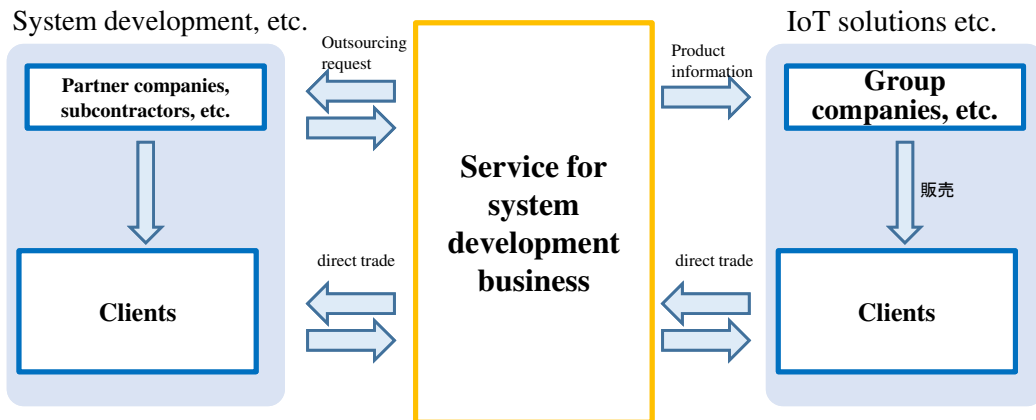 System development, etc.
IoT solutions etc.
Outsourcing
request
Product
information
Partner companies,
subcontractors, etc.
Group
companies, etc.
Service for
system
development
business
販売
direct trade
direct trade
Clients
Clients